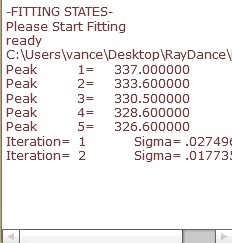 -FITTING STATES-
Please Start Fitting
ready
C:\Users\vance\Desktop\RayDance\
Peak 1= 337.000000
Peak 2= 333.600000
Peak 3= 330.500000
Peak 4= 328.600000
Peak 5= 326.600000
Iteration= 1 Sigma= .027496
Iteration= 2 Sigma= .017735